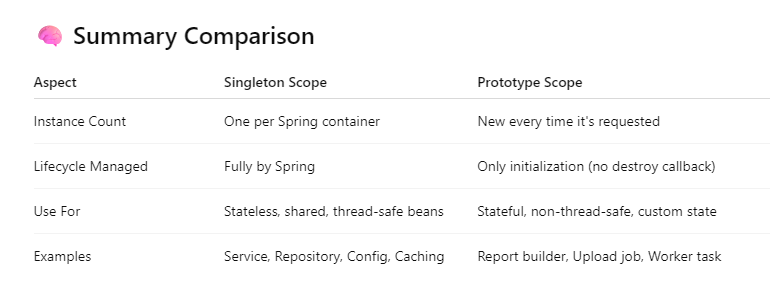 Summary Comparison
Aspect Singleton Scope Prototype Scope
Instance Count One per Spring container New every time it's requested
Lifecycle Managed Fully by Spring Only initialization (no destroy callback)
Use For Stateless, shared, thread-safe beans Stateful, non-thread-safe, custom state
Examples Service, Repository, Config, Caching Report builder, Upload job, Worker task